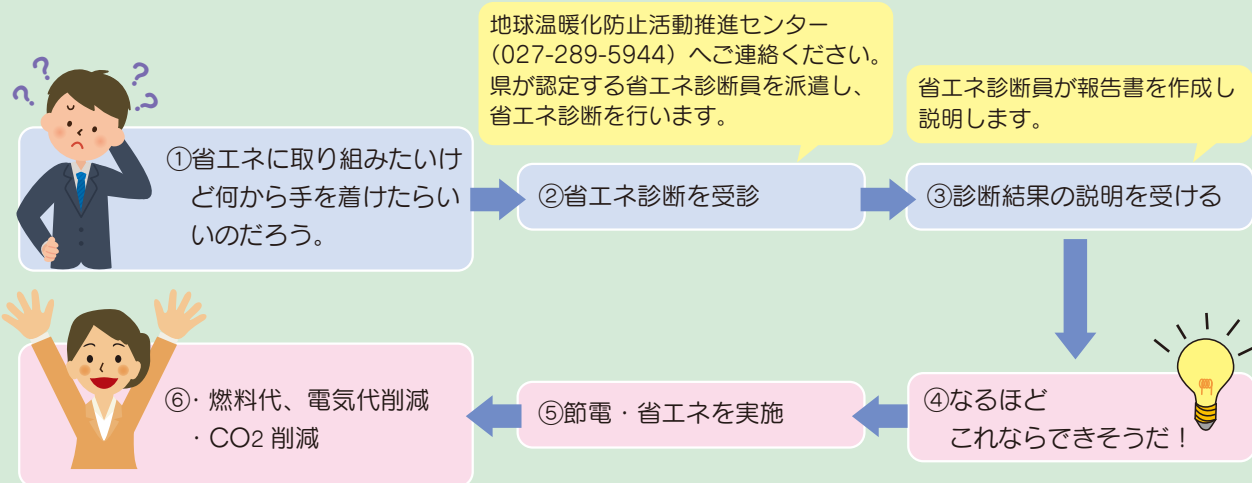 地球温暖化防止活動推進センター
（027-289-5944）へご連絡ください。
県が認定する省エネ診断員を派遣し、
省エネ診断を行います。
省エネ診断員が報告書を作成し
説明します。
？？？？
①省エネに取り組みたいけ
ど何から手を着けたらい
いのだろう。
②省エネ診断を受診
③診断結果の説明を受ける
④なるほど
これならできそうだ！
⑤節電・省エネを実施
⑥・燃料代、電気代削減
・CO2 削減